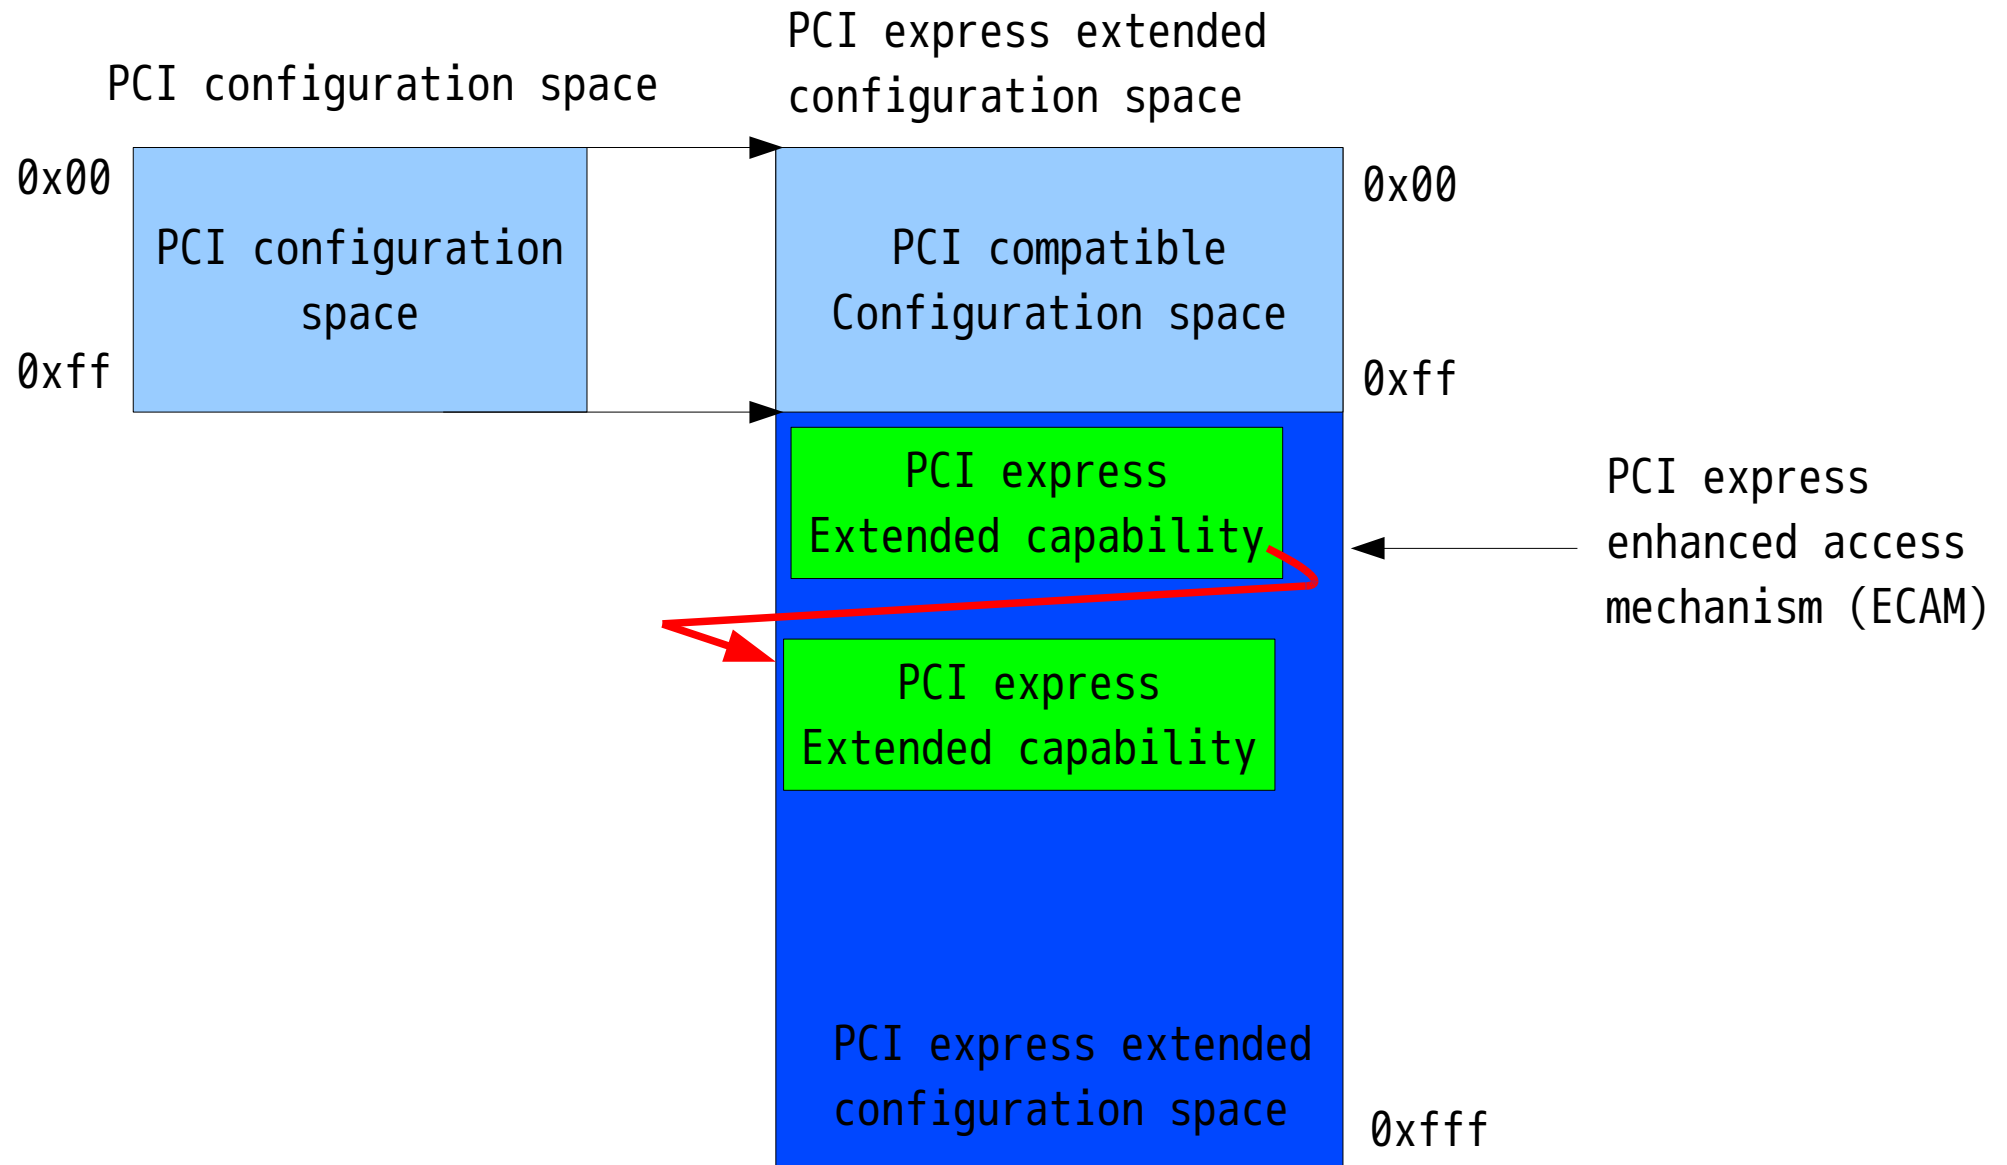 PCI express extended
configuration space
PCI configuration space
0x00
0xff
PCI configuration
space
PCI compatible
Configuration space
0x00
0xff
PCI express
Extended capability
PCI express
enhanced access
mechanism (ECAM)
PCI express
Extended capability
PCI express extended
configuration space
0xfff